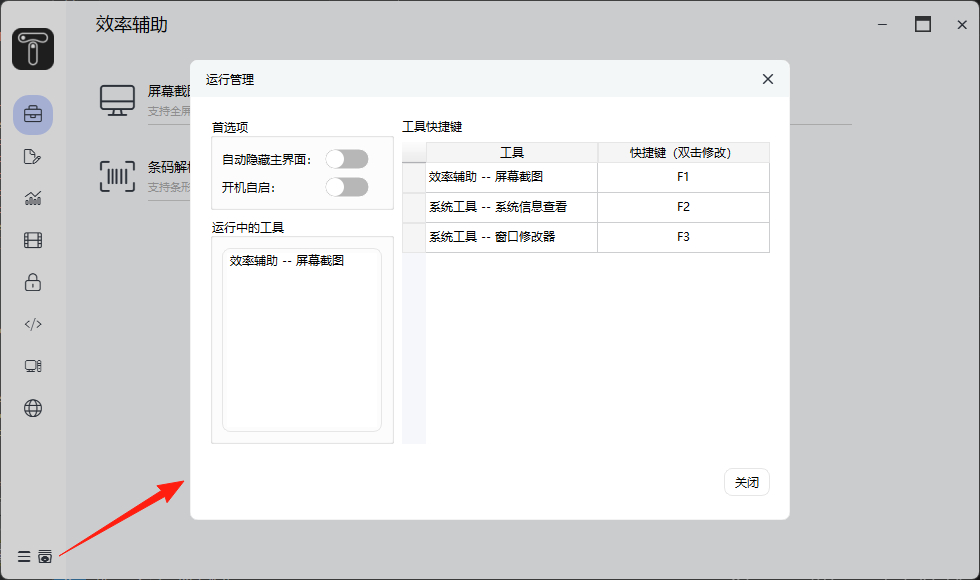 效率辅助
屏幕截
支持全屏
条码解
支持条形
运行管理
首选项
自动隐藏主界面：
开机自启：
运行中的工具
效率辅助 -- 屏幕截图
工具快捷键
工具 快捷键（双击修改）
效率辅助 -- 屏幕截图 F1
系统工具 -- 系统信息查看 F2
系统工具 -- 窗口修改器 F3
关闭